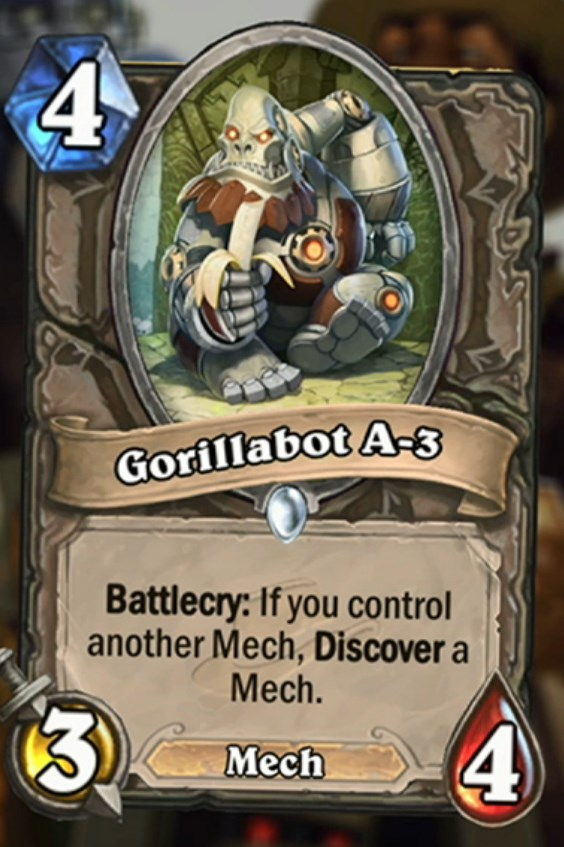 4
Gorillabot A-3
Battlecry: If you control
another Mech, Discover a
Mech.
3
Mech
4